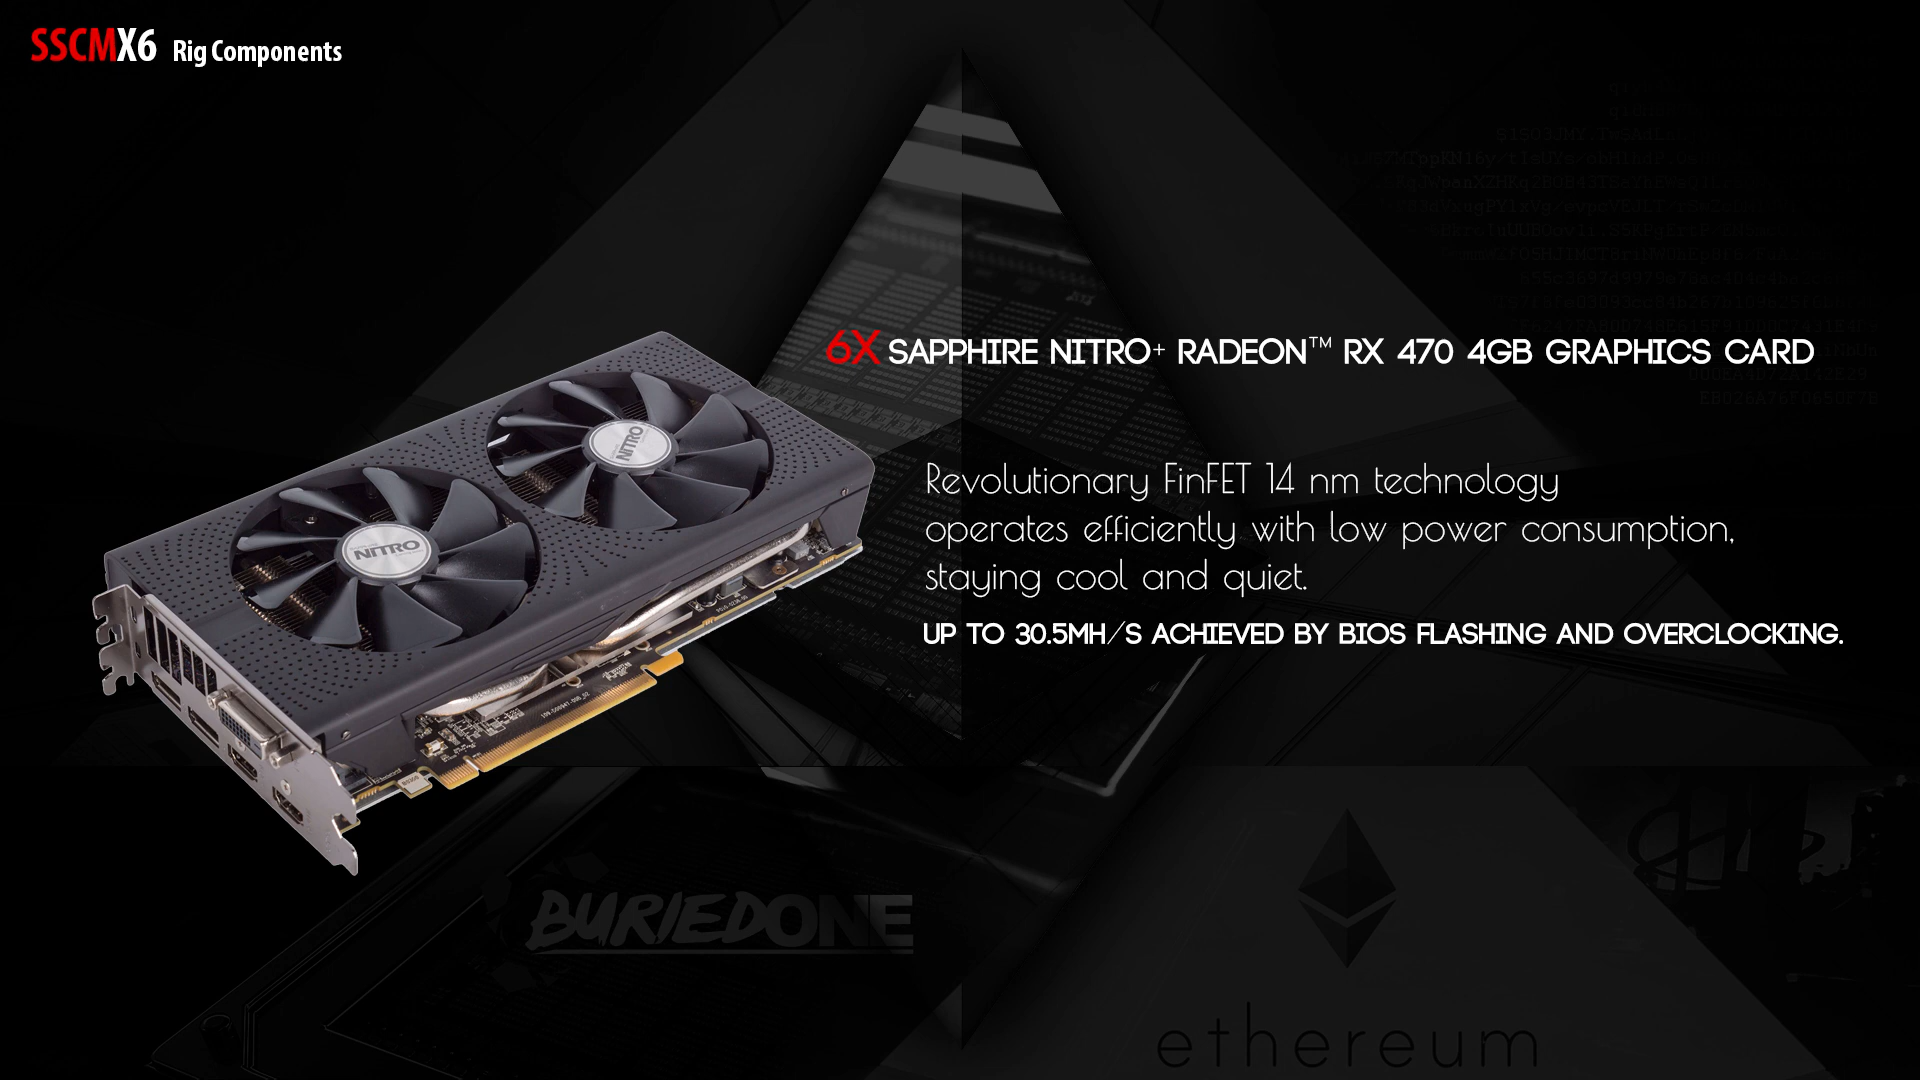 SSCMX6 Rig Components
6X SAPPHIRE NITRO+ RADEON™ RX 470 4GB GRAPHICS CARD
Revolutionary FinFET 14 nm technology
operates efficiently with low power consumption,
staying cool and quiet.
UP TO 30.5MH/S ACHIEVED BY BIOS FLASHING AND OVERCLOCKING.
NITRO
NITRO
BURIEDONE
ethereum